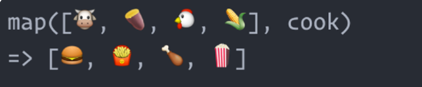 map([🐮, 🍠, 🐔, 🌽], cook)
=> [🍔, 🍟, 🍗, 🍿]